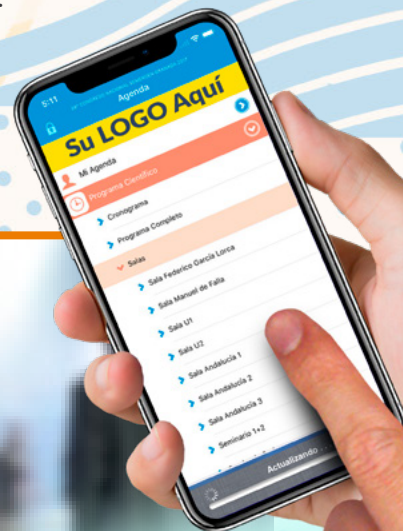 5:11
Agenda
Su LOGO Aquí
Mi Agenda
Programa Científico
Cronograma
Programa Completo
Salas
Sala Federico García Lorca
Sala Manuel de Falla
Sala U1
Sala U2
Sala Andalucía 1
Sala Andalucía 2
Sala Andalucía 3
Seminario 1+2
Actualizando